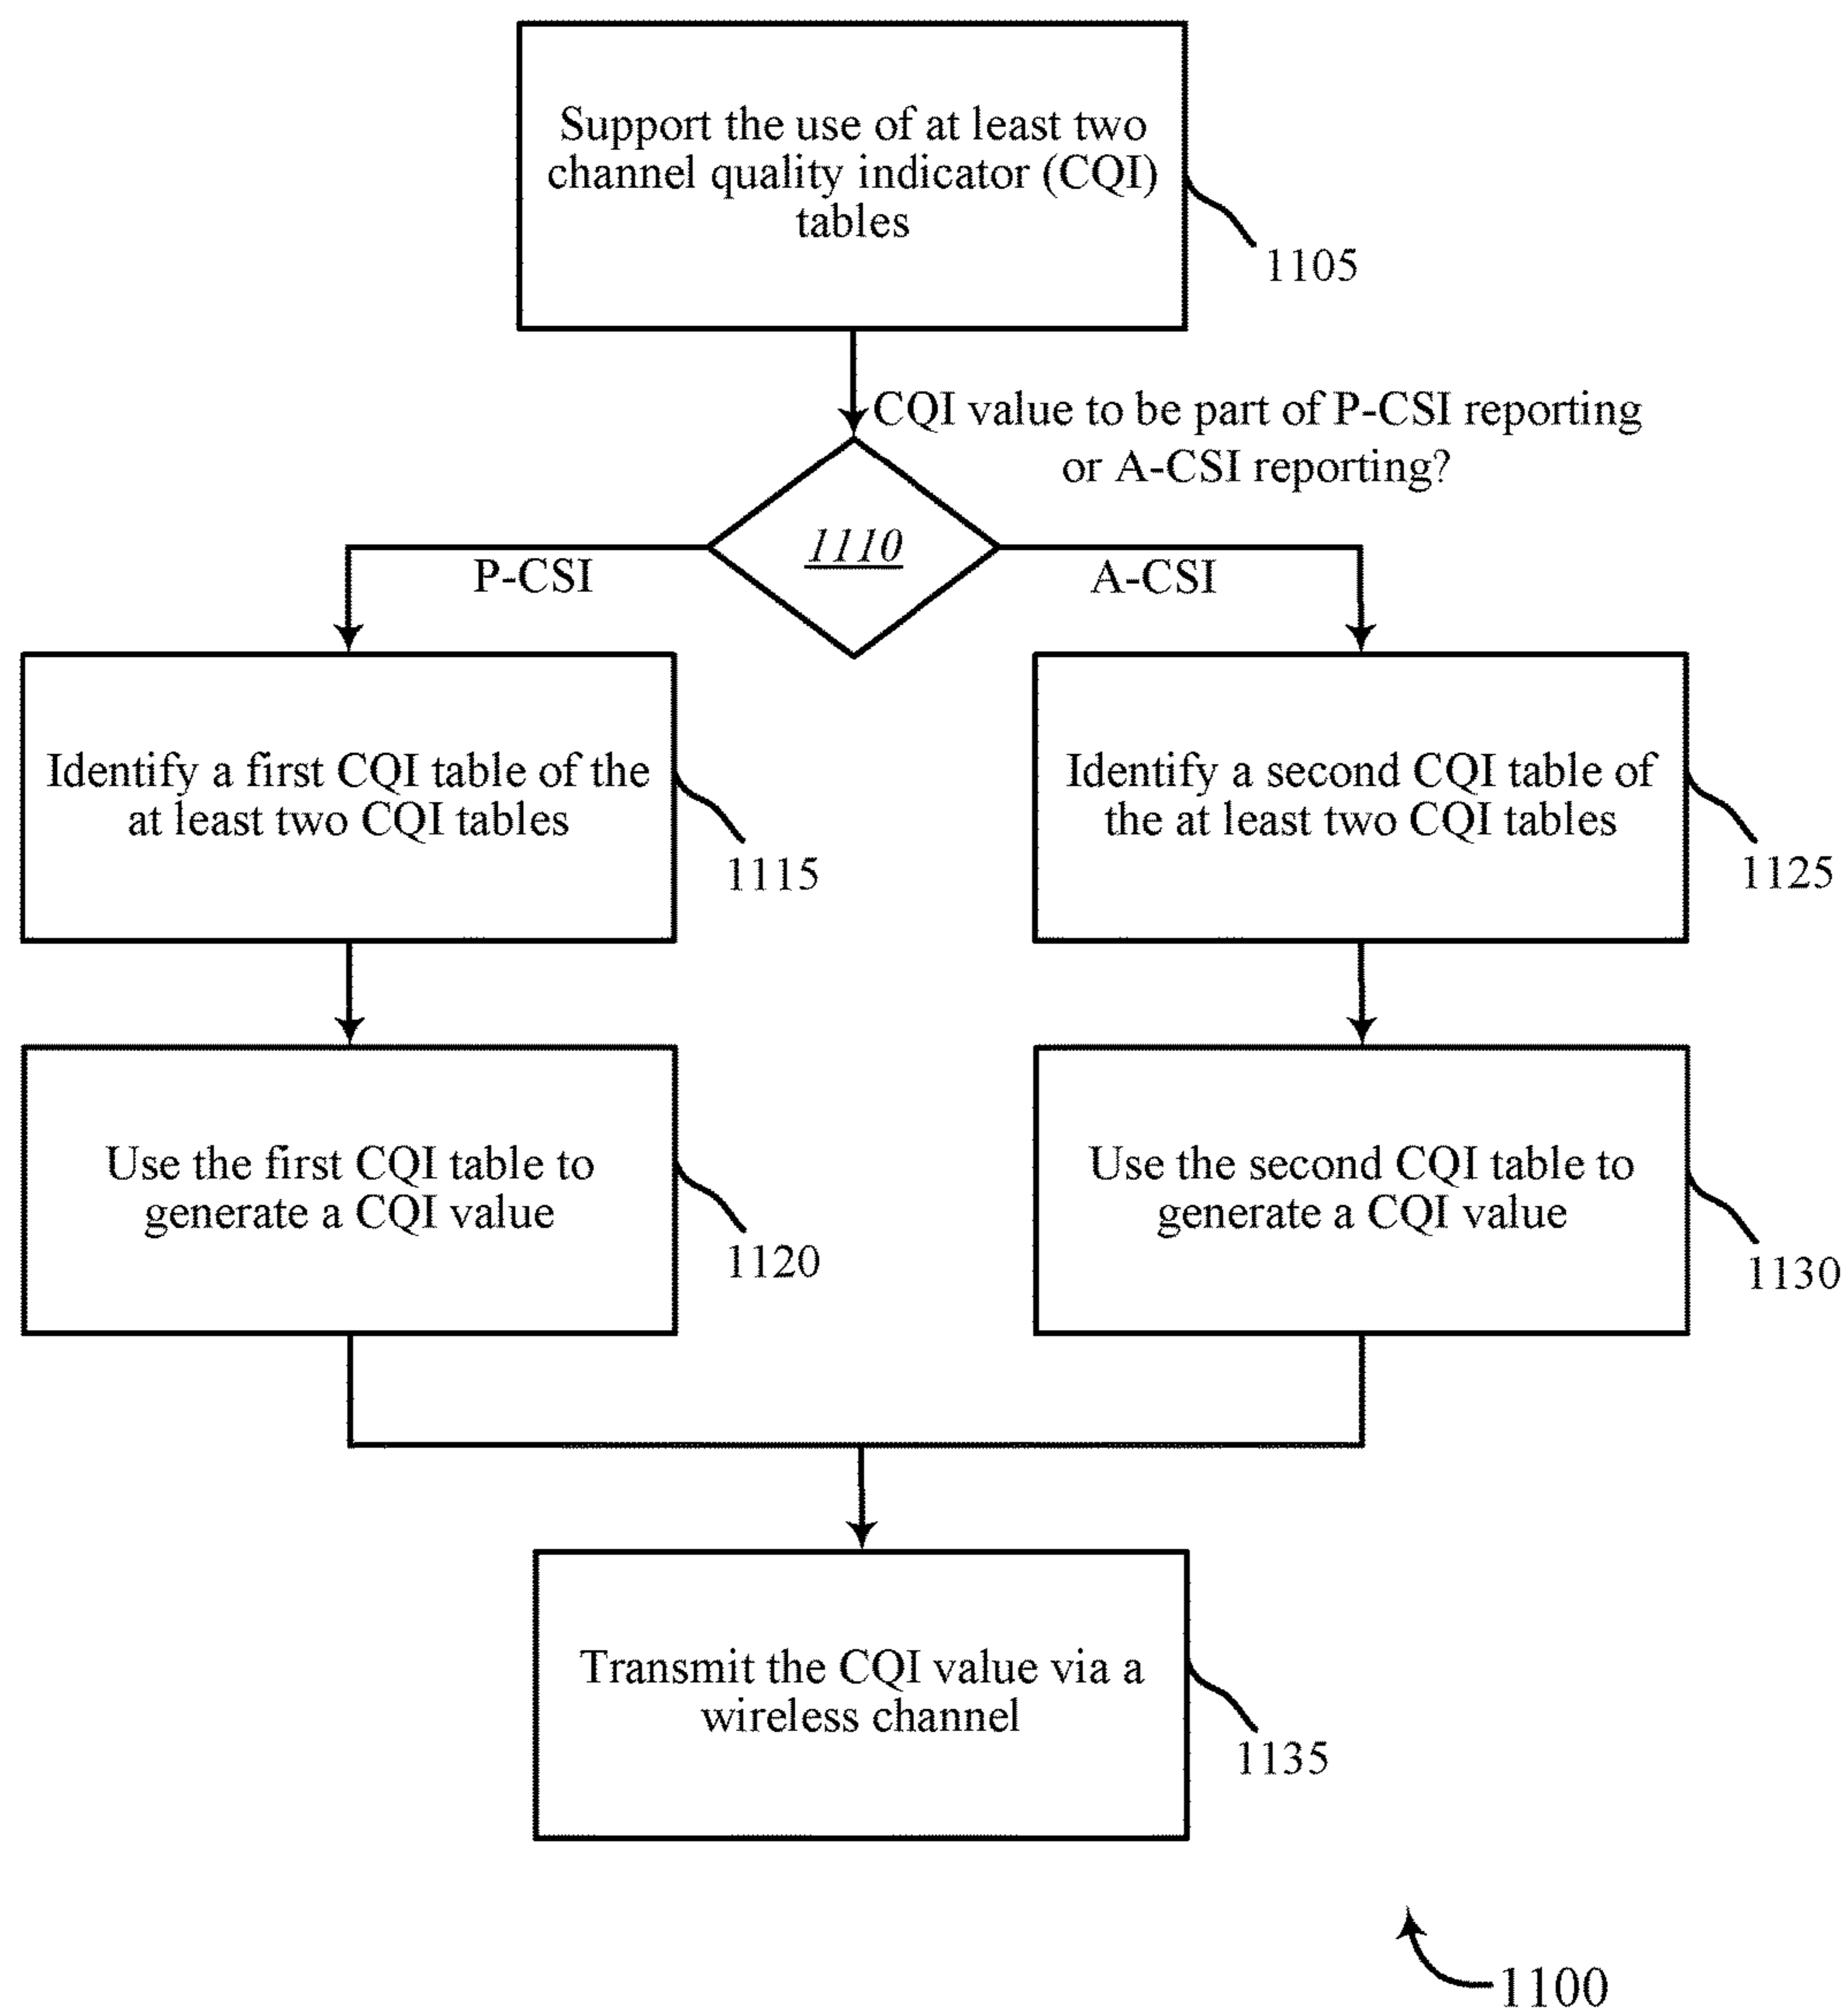 Support the use of at least two
channel quality indicator (CQI)
tables
1105
CQI value to be part of P-CSI reporting
or A-CSI reporting?
1110
P-CSI
A-CSI
Identify a first CQI table of the
at least two CQI tables
1115
Identify a second CQI table of
the at least two CQI tables
1125
Use the first CQI table to
generate a CQI value
1120
Use the second CQI table to
generate a CQI value
1130
Transmit the CQI value via a
wireless channel
1135
1100